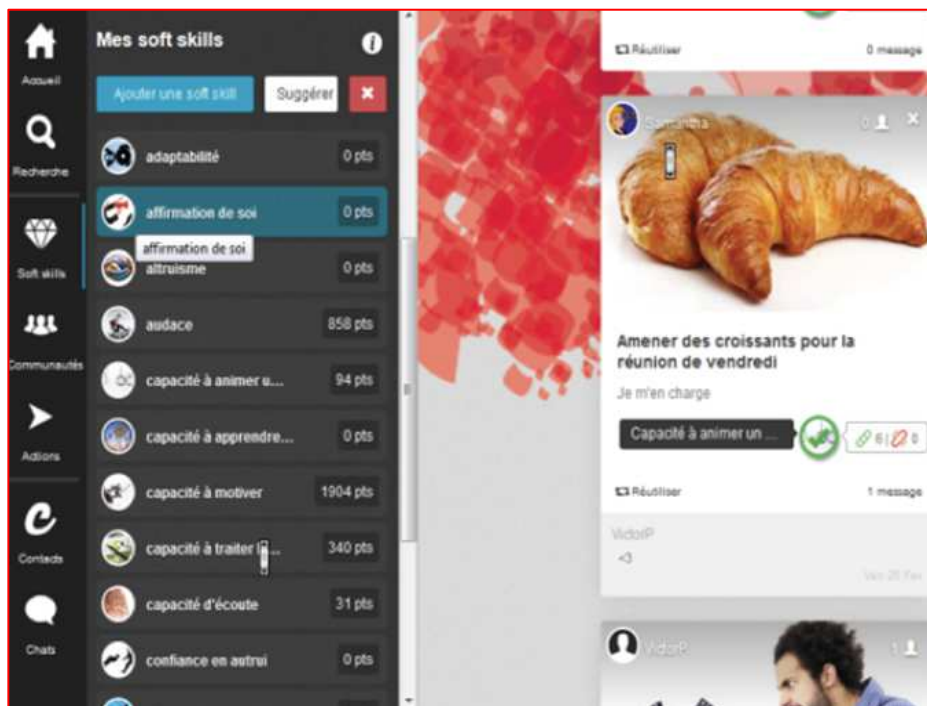 Accueil
Recherche
Soft skills
Communautés
Actions
Contacts
Chats
Mes soft skills
i
Ajouter une soft skill
Suggérer
adaptabilité
0 pts
affirmation de soi
0 pts
affirmation de soi
altruisme
0 pts
audace
858 pts
capacité à animer u...
94 pts
capacité à apprendre...
0 pts
capacité à motiver
1904 pts
capacité à traiter
340 pts
capacité d'écoute
31 pts
confiance en autrui
0 pts
Réutiliser
0 message
Samantha
0
Amener des croissants pour la
réunion de vendredi
Je m'en charge
Capacité à animer un ...
6 | 0
Réutiliser
1 message
VictorP
<3
VictorP
1